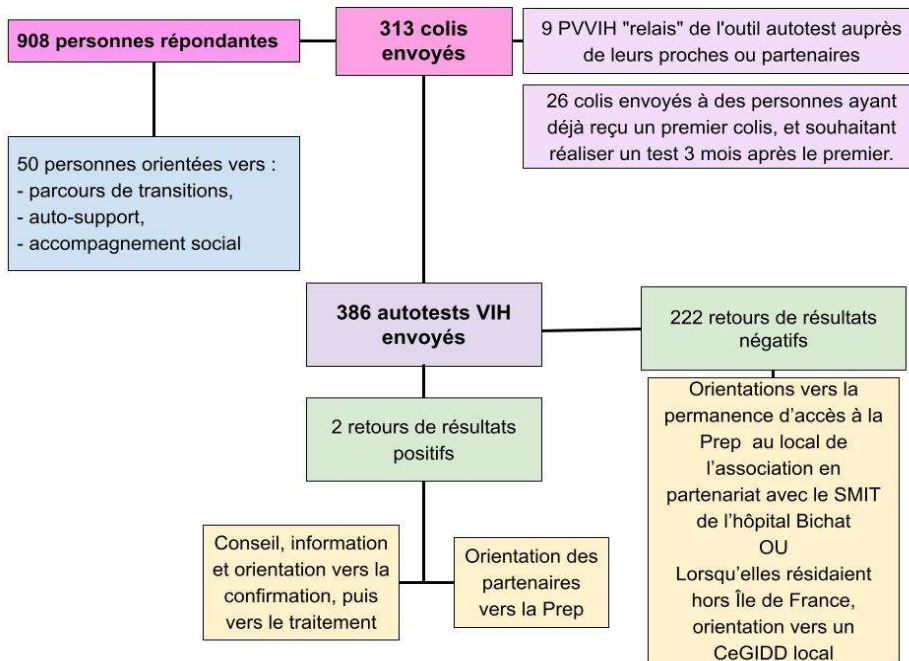 908 personnes répondantes
313 colis
envoyés
9 PVVIH "relais" de l'outil autotest auprès
de leurs proches ou partenaires
26 colis envoyés à des personnes ayant
déjà reçu un premier colis, et souhaitant
réaliser un test 3 mois après le premier.
50 personnes orientées vers :
- parcours de transitions,
- auto-support,
- accompagnement social
386 autotests VIH
envoyés
222 retours de résultats
négatifs
2 retours de résultats
positifs
Orientations vers la
permanence d’accès à la
Prep au local de
l’association en
partenariat avec le SMIT
de l’hôpital Bichat
OU
Lorsqu’elles résidaient
hors Île de France,
orientation vers un
CeGIDD local
Conseil, information
et orientation vers la
confirmation, puis
vers le traitement
Orientation des
partenaires
vers la Prep